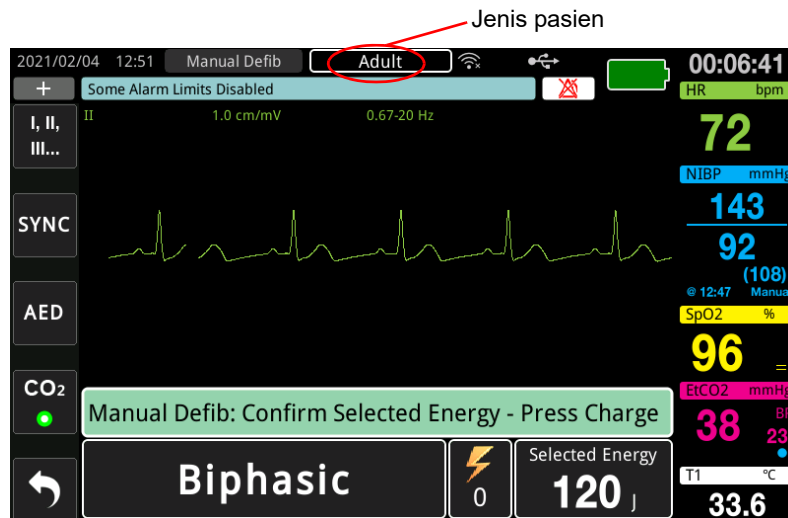 Jenis pasien
2021/02/04 12:51 Manual Defib Adult 00:06:41
+ Some Alarm Limits Disabled HR bpm
I, II,
III...
II 1.0 cm/mV 0.67-20 Hz
72
NIBP mmHg
SYNC
143
92
(108)
@ 12:47 Manua
AED
SpO2 %
96
CO2
EtCO2 mmHg
Manual Defib: Confirm Selected Energy - Press Charge
38 BR
23
Biphasic
0
Selected Energy
120 J
T1 °C
33.6